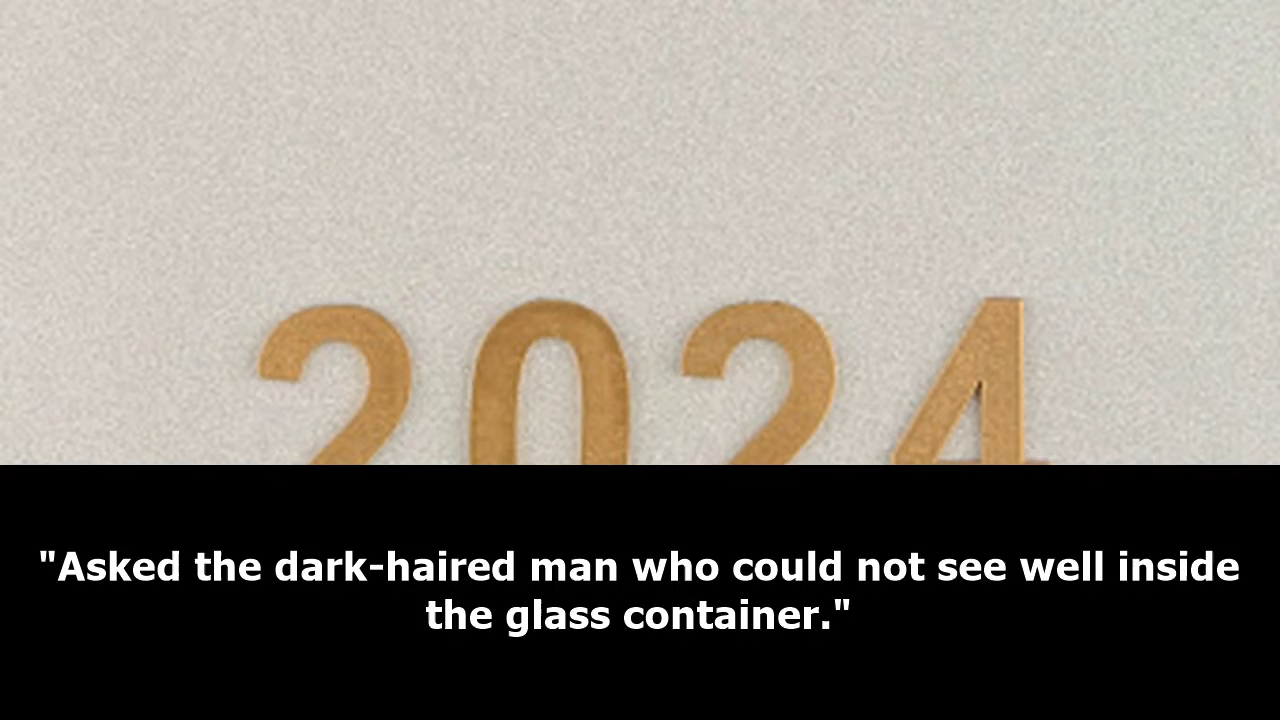 2024
"Asked the dark-haired man who could not see well inside
the glass container."